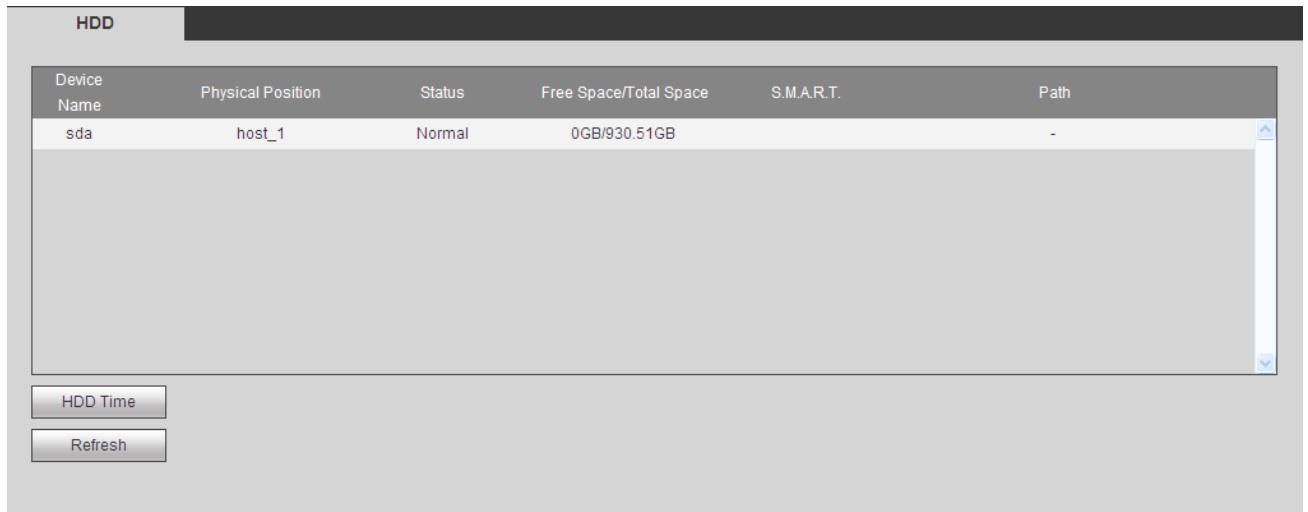 HDD
Device
Name
Physical Position
Status
Free Space/Total Space
S.M.A.R.T.
Path
sda
host_1
Normal
0GB/930.51GB
-
HDD Time
Refresh